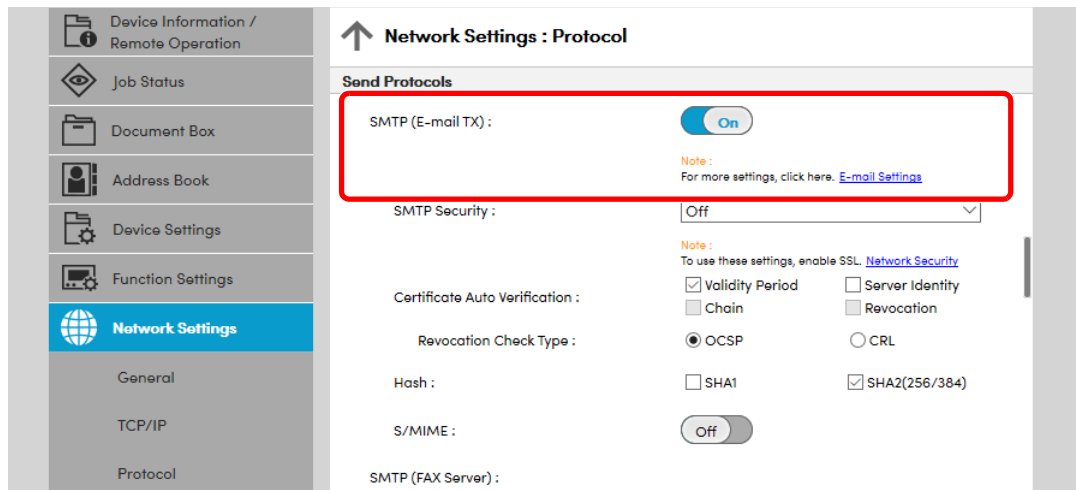 Device Information /
Remote Operation
Job Status
Document Box
Address Book
Device Settings
Function Settings
Network Settings
General
TCP/IP
Protocol
Network Settings : Protocol
Send Protocols
SMTP (E-mail TX) : On
Note :
For more settings, click here. E-mail Settings
SMTP Security : Off
Note :
To use these settings, enable SSL. Network Security
Certificate Auto Verification : Validity Period Server Identity
Chain Revocation
Revocation Check Type : OCSP CRL
Hash : SHA1 SHA2(256/384)
S/MIME : Off
SMTP (FAX Server) :